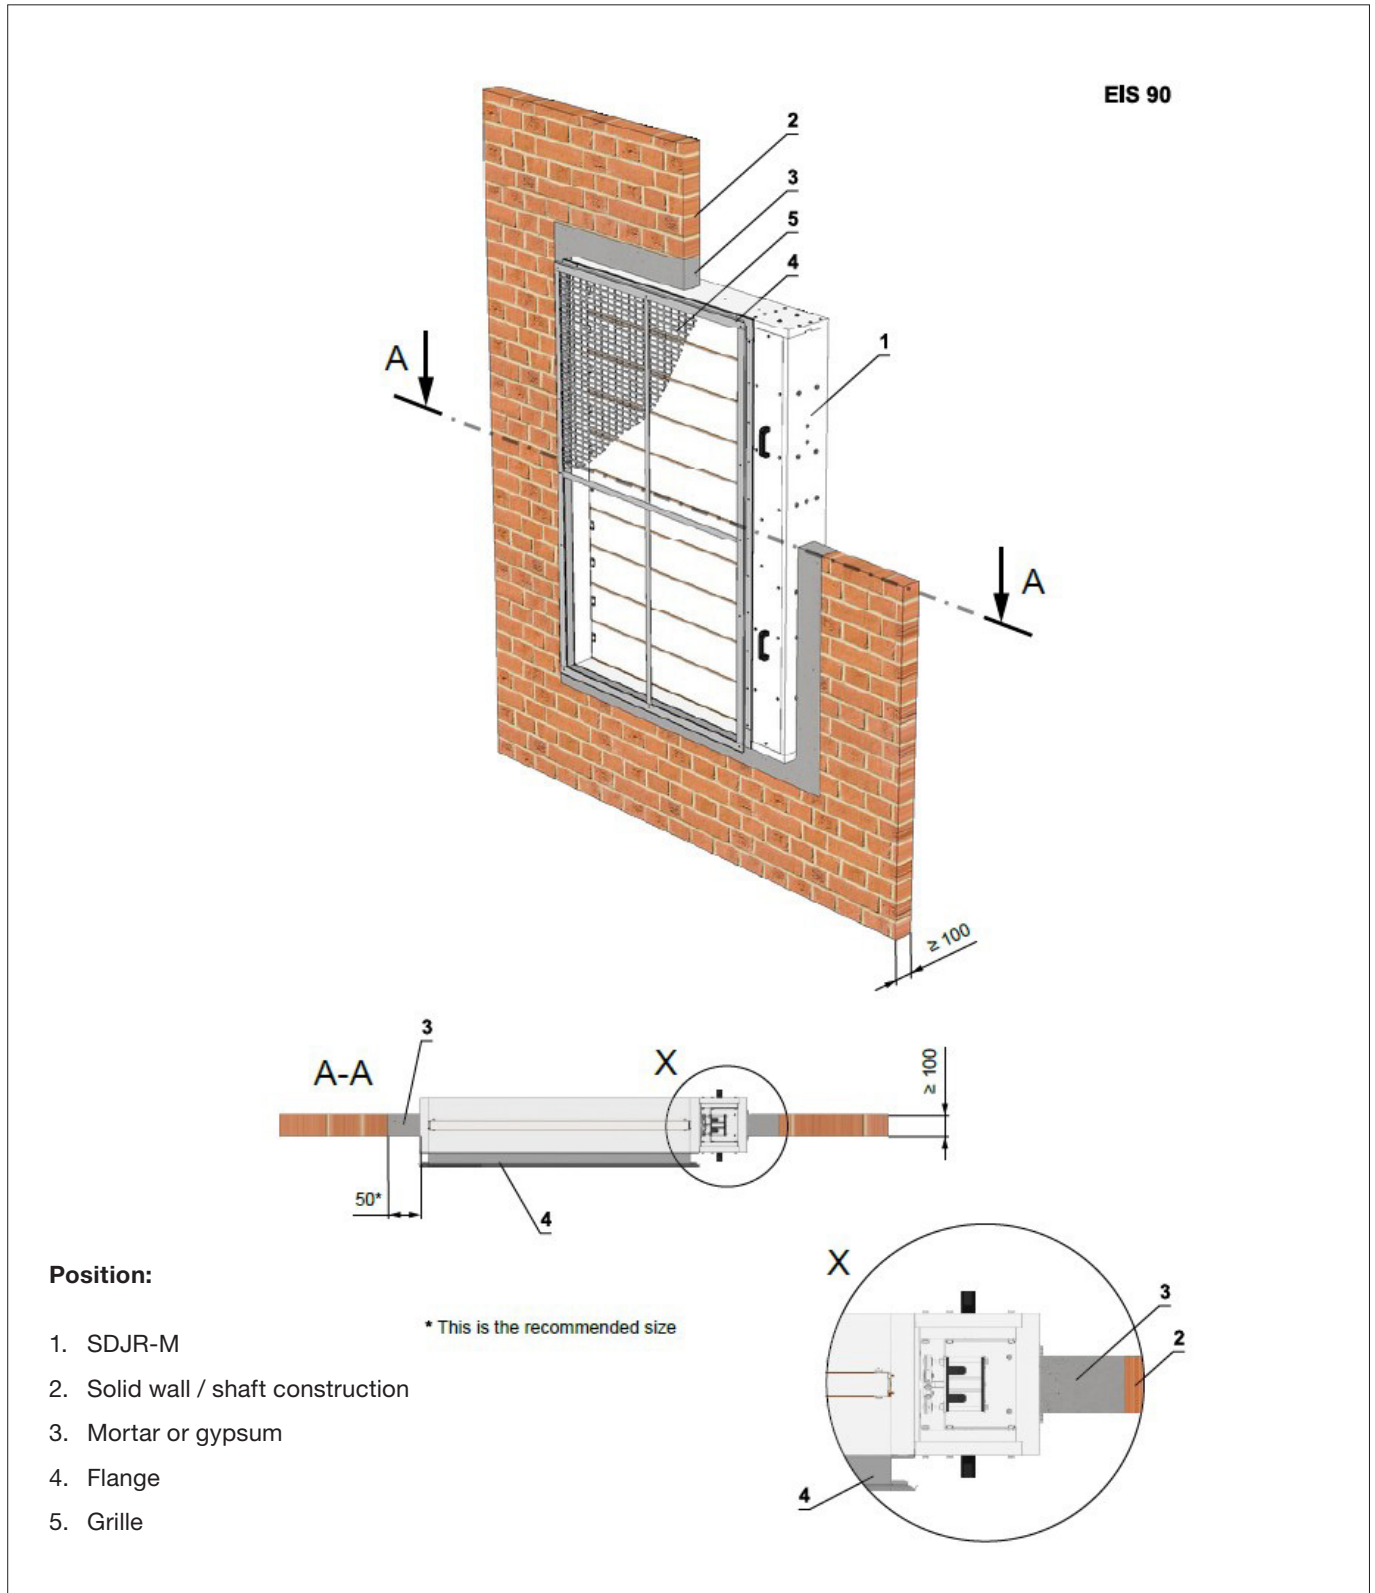 EIS 90
2
3
5
4
1
A
A
≥ 100
3
A-A
X
≥ 100
50*
4
Position:
X
* This is the recommended size
3
2
1. SDJR-M
2. Solid wall / shaft construction
3. Mortar or gypsum
4. Flange
4
5. Grille